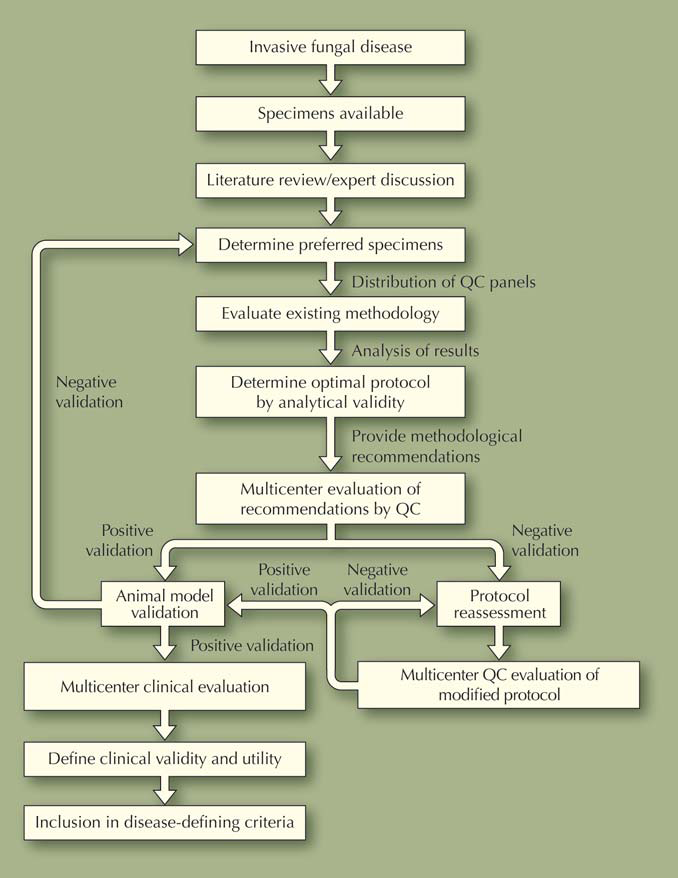 Invasive fungal disease
Specimens available
Literature review/expert discussion
Determine preferred specimens
Distribution of QC panels
Evaluate existing methodology
Analysis of results
Determine optimal protocol
by analytical validity
Provide methodological
recommendations
Multicenter evaluation of
recommendations by QC
Negative
validation
Positive
validation
Negative
validation
Positive
validation
Negative
validation
Animal model
validation
Protocol
reassessment
Positive validation
Multicenter clinical evaluation
Multicenter QC evaluation of
modified protocol
Define clinical validity and utility
Inclusion in disease-defining criteria